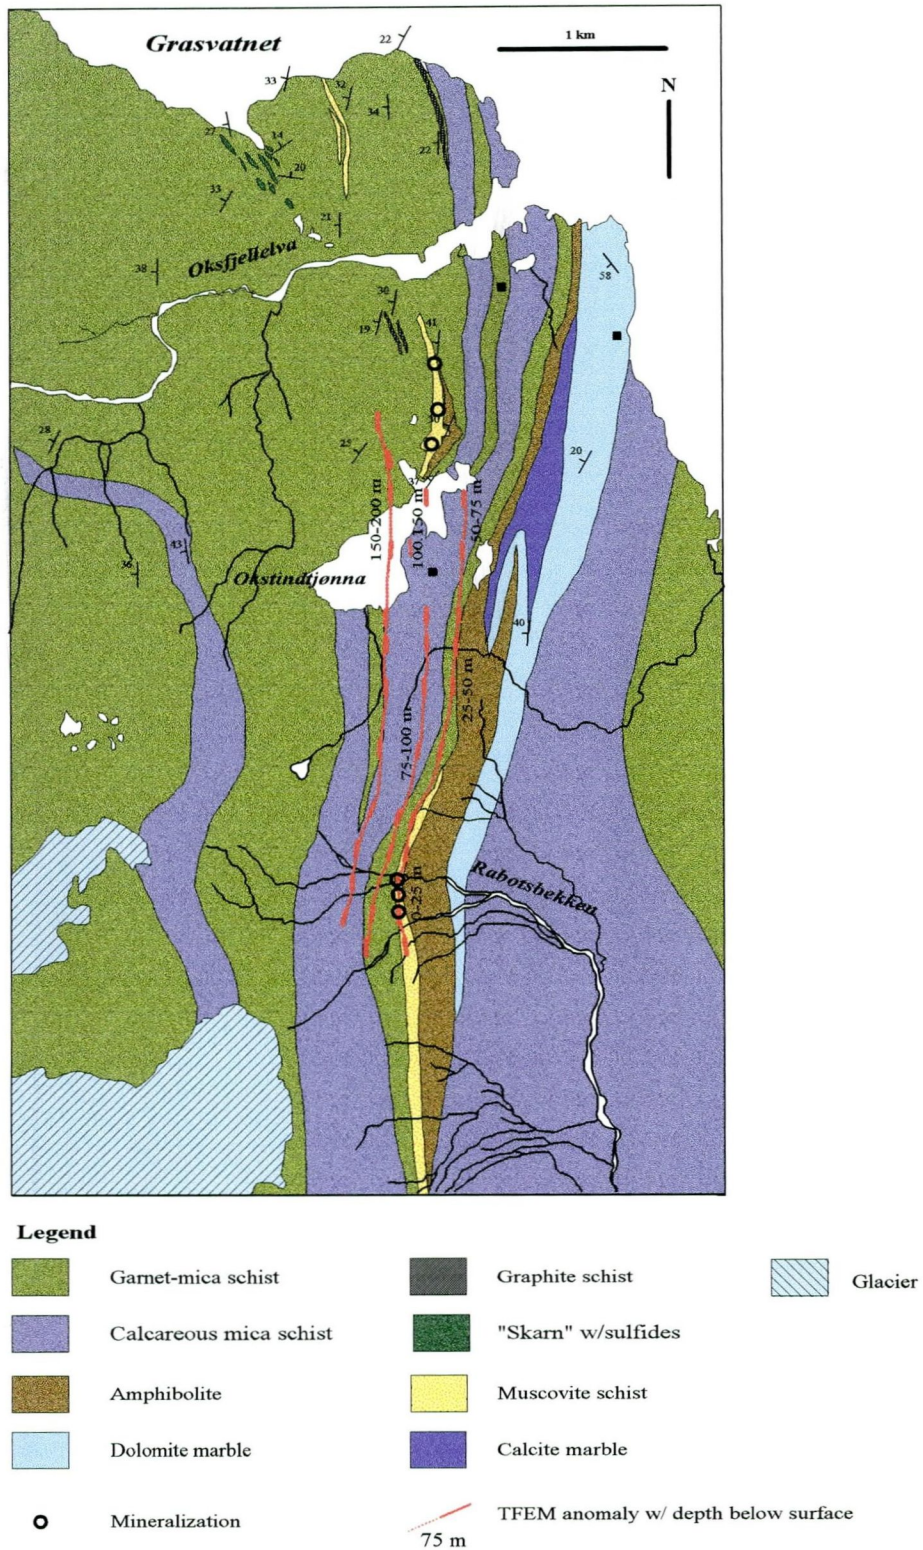 22
Grasvatnet
1 km
33
32
N
34
27
34
22
20
33
21
Oksfjellelva
38
58
30
19
41
28
25
20
37
150-200 m
100-150 m
50-75 m
43
36
Okstindtjønna
40
25-50 m
75-100 m
Rabotsbekken
0-25 m
Legend
Garnet-mica schist
Graphite schist
Glacier
Calcareous mica schist
"Skarn" w/sulfides
Amphibolite
Muscovite schist
Dolomite marble
Calcite marble
Mineralization
TFEM anomaly w/ depth below surface
75 m